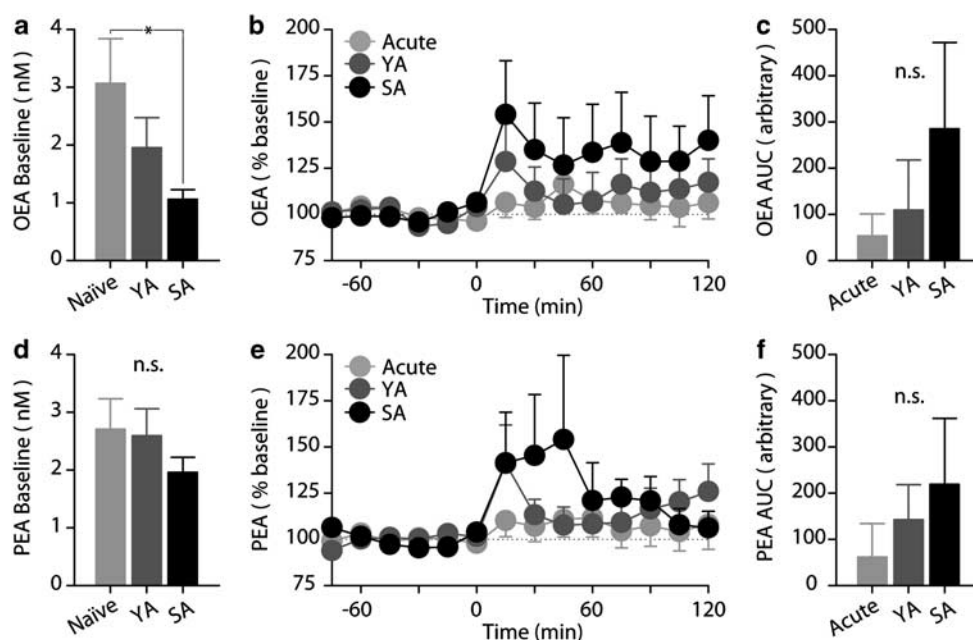 a
OEA Baseline ( nM )
4
3
2
1
0
*
Naïve
YA
SA
b
OEA ( % baseline )
200
175
150
125
100
75
Acute
YA
SA
-60
0
60
120
Time (min)
c
OEA AUC ( arbitrary )
500
400
300
200
100
0
n.s.
Acute
YA
SA
d
PEA Baseline ( nM )
4
3
2
1
0
n.s.
Naïve
YA
SA
e
PEA ( % baseline )
200
175
150
125
100
75
Acute
YA
SA
-60
0
60
120
Time (min)
f
PEA AUC ( arbitrary )
500
400
300
200
100
0
n.s.
Acute
YA
SA